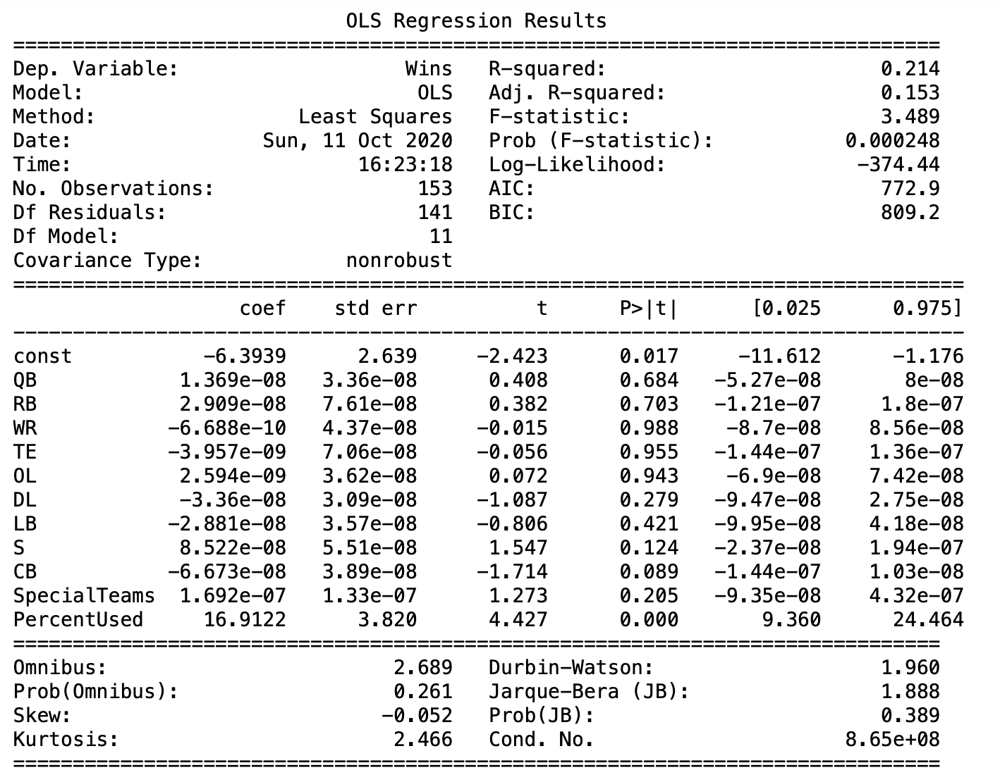 OLS Regression Results
==============================================================================
Dep. Variable: Wins R-squared: 0.214
Model: OLS Adj. R-squared: 0.153
Method: Least Squares F-statistic: 3.489
Date: Sun, 11 Oct 2020 Prob (F-statistic): 0.000248
Time: 16:23:18 Log-Likelihood: -374.44
No. Observations: 153 AIC: 772.9
Df Residuals: 141 BIC: 809.2
Df Model: 11
Covariance Type: nonrobust
================================================================================
coef std err t P>|t| [0.025 0.975]
--------------------------------------------------------------------------------
const -6.3939 2.639 -2.423 0.017 -11.612 -1.176
QB 1.369e-08 3.36e-08 0.408 0.684 -5.27e-08 8e-08
RB 2.909e-08 7.61e-08 0.382 0.703 -1.21e-07 1.8e-07
WR -6.688e-10 4.37e-08 -0.015 0.988 -8.7e-08 8.56e-08
TE -3.957e-09 7.06e-08 -0.056 0.955 -1.44e-07 1.36e-07
OL 2.594e-09 3.62e-08 0.072 0.943 -6.9e-08 7.42e-08
DL -3.36e-08 3.09e-08 -1.087 0.279 -9.47e-08 2.75e-08
LB -2.881e-08 3.57e-08 -0.806 0.421 -9.95e-08 4.18e-08
S 8.522e-08 5.51e-08 1.547 0.124 -2.37e-08 1.94e-07
CB -6.673e-08 3.89e-08 -1.714 0.089 -1.44e-07 1.03e-08
SpecialTeams 1.692e-07 1.33e-07 1.273 0.205 -9.35e-08 4.32e-07
PercentUsed 16.9122 3.820 4.427 0.000 9.360 24.464
==============================================================================
Omnibus: 2.689 Durbin-Watson: 1.960
Prob(Omnibus): 0.261 Jarque-Bera (JB): 1.888
Skew: -0.052 Prob(JB): 0.389
Kurtosis: 2.466 Cond. No. 8.65e+08
==============================================================================